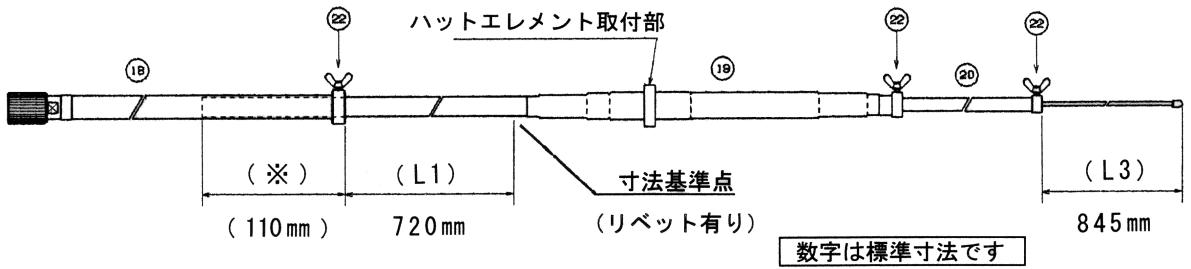 ㉒
ハットエレメント取付部
㉒
㉒
⑱
⑲
⑳
(※)
(L1)
寸法基準点
(L3)
(110mm)
720mm
(リベット有り)
845mm
数字は標準寸法です